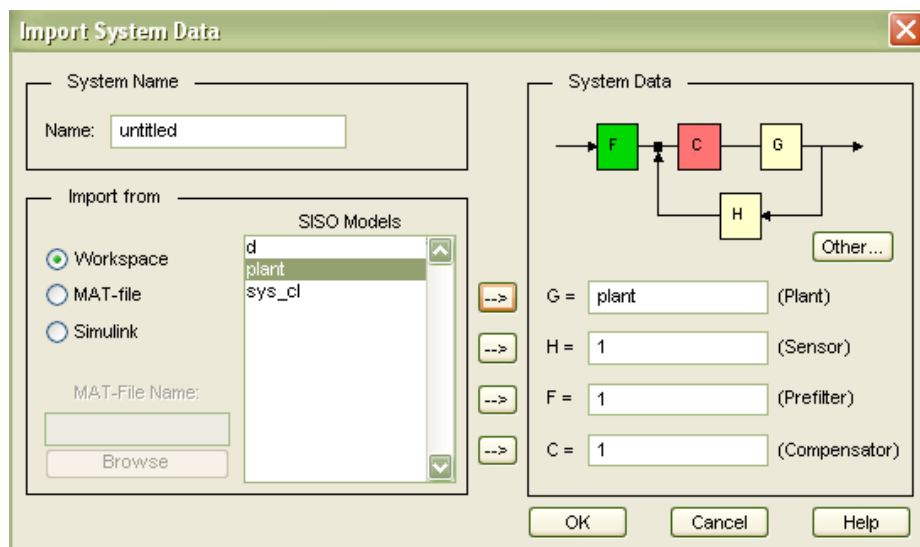 Import System Data
System Name
Name: untitled
Import from
SISO Models
Workspace
MAT-file
Simulink
d
plant
sys_cl
MAT-File Name:
Browse
System Data
F C G
H
Other...
--> G = plant (Plant)
--> H = 1 (Sensor)
--> F = 1 (Prefilter)
--> C = 1 (Compensator)
OK Cancel Help